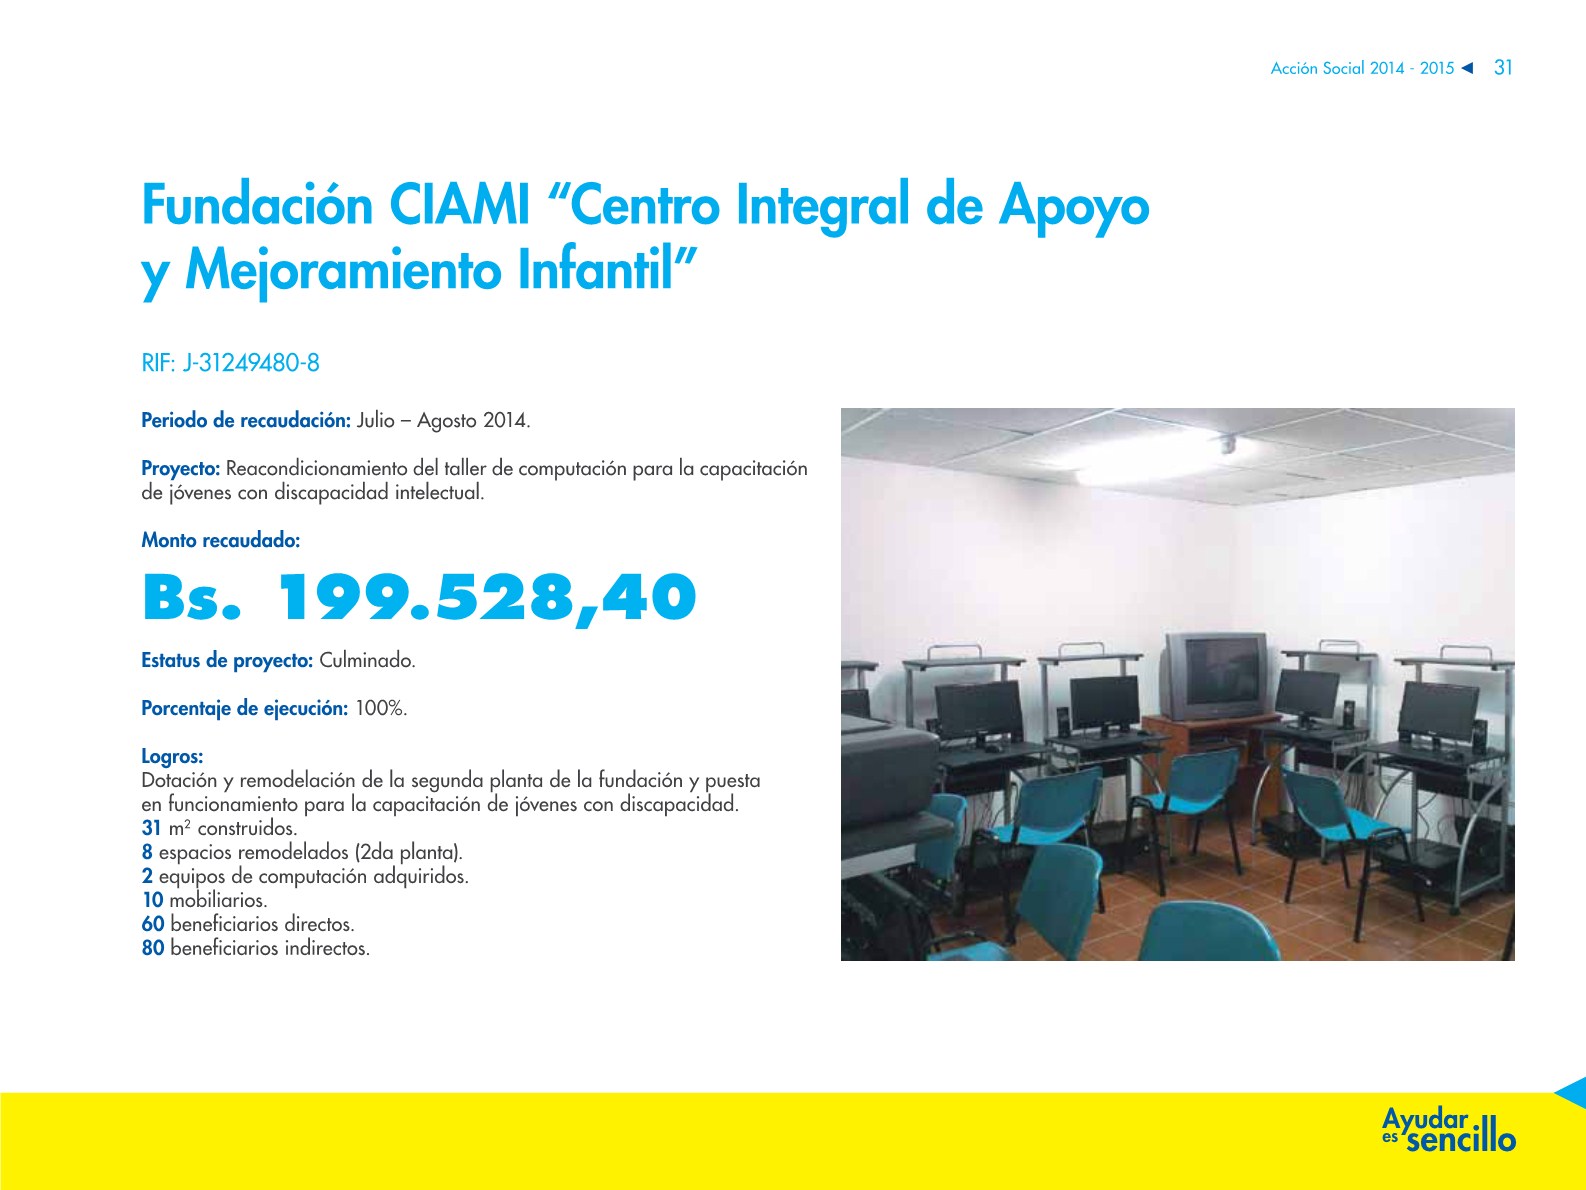 Acción Social 2014 - 2015 ◀ 31
Fundación CIAMI “Centro Integral de Apoyo
y Mejoramiento Infantil”
RIF: J-31249480-8
Periodo de recaudación: Julio – Agosto 2014.
Proyecto: Reacondicionamiento del taller de computación para la capacitación
de jóvenes con discapacidad intelectual.
Monto recaudado:
Bs. 199.528,40
Estatus de proyecto: Culminado.
Porcentaje de ejecución: 100%.
Logros:
Dotación y remodelación de la segunda planta de la fundación y puesta
en funcionamiento para la capacitación de jóvenes con discapacidad.
31 m² construidos.
8 espacios remodelados (2da planta).
2 equipos de computación adquiridos.
10 mobiliarios.
60 beneficiarios directos.
80 beneficiarios indirectos.
Ayudar
es sencillo